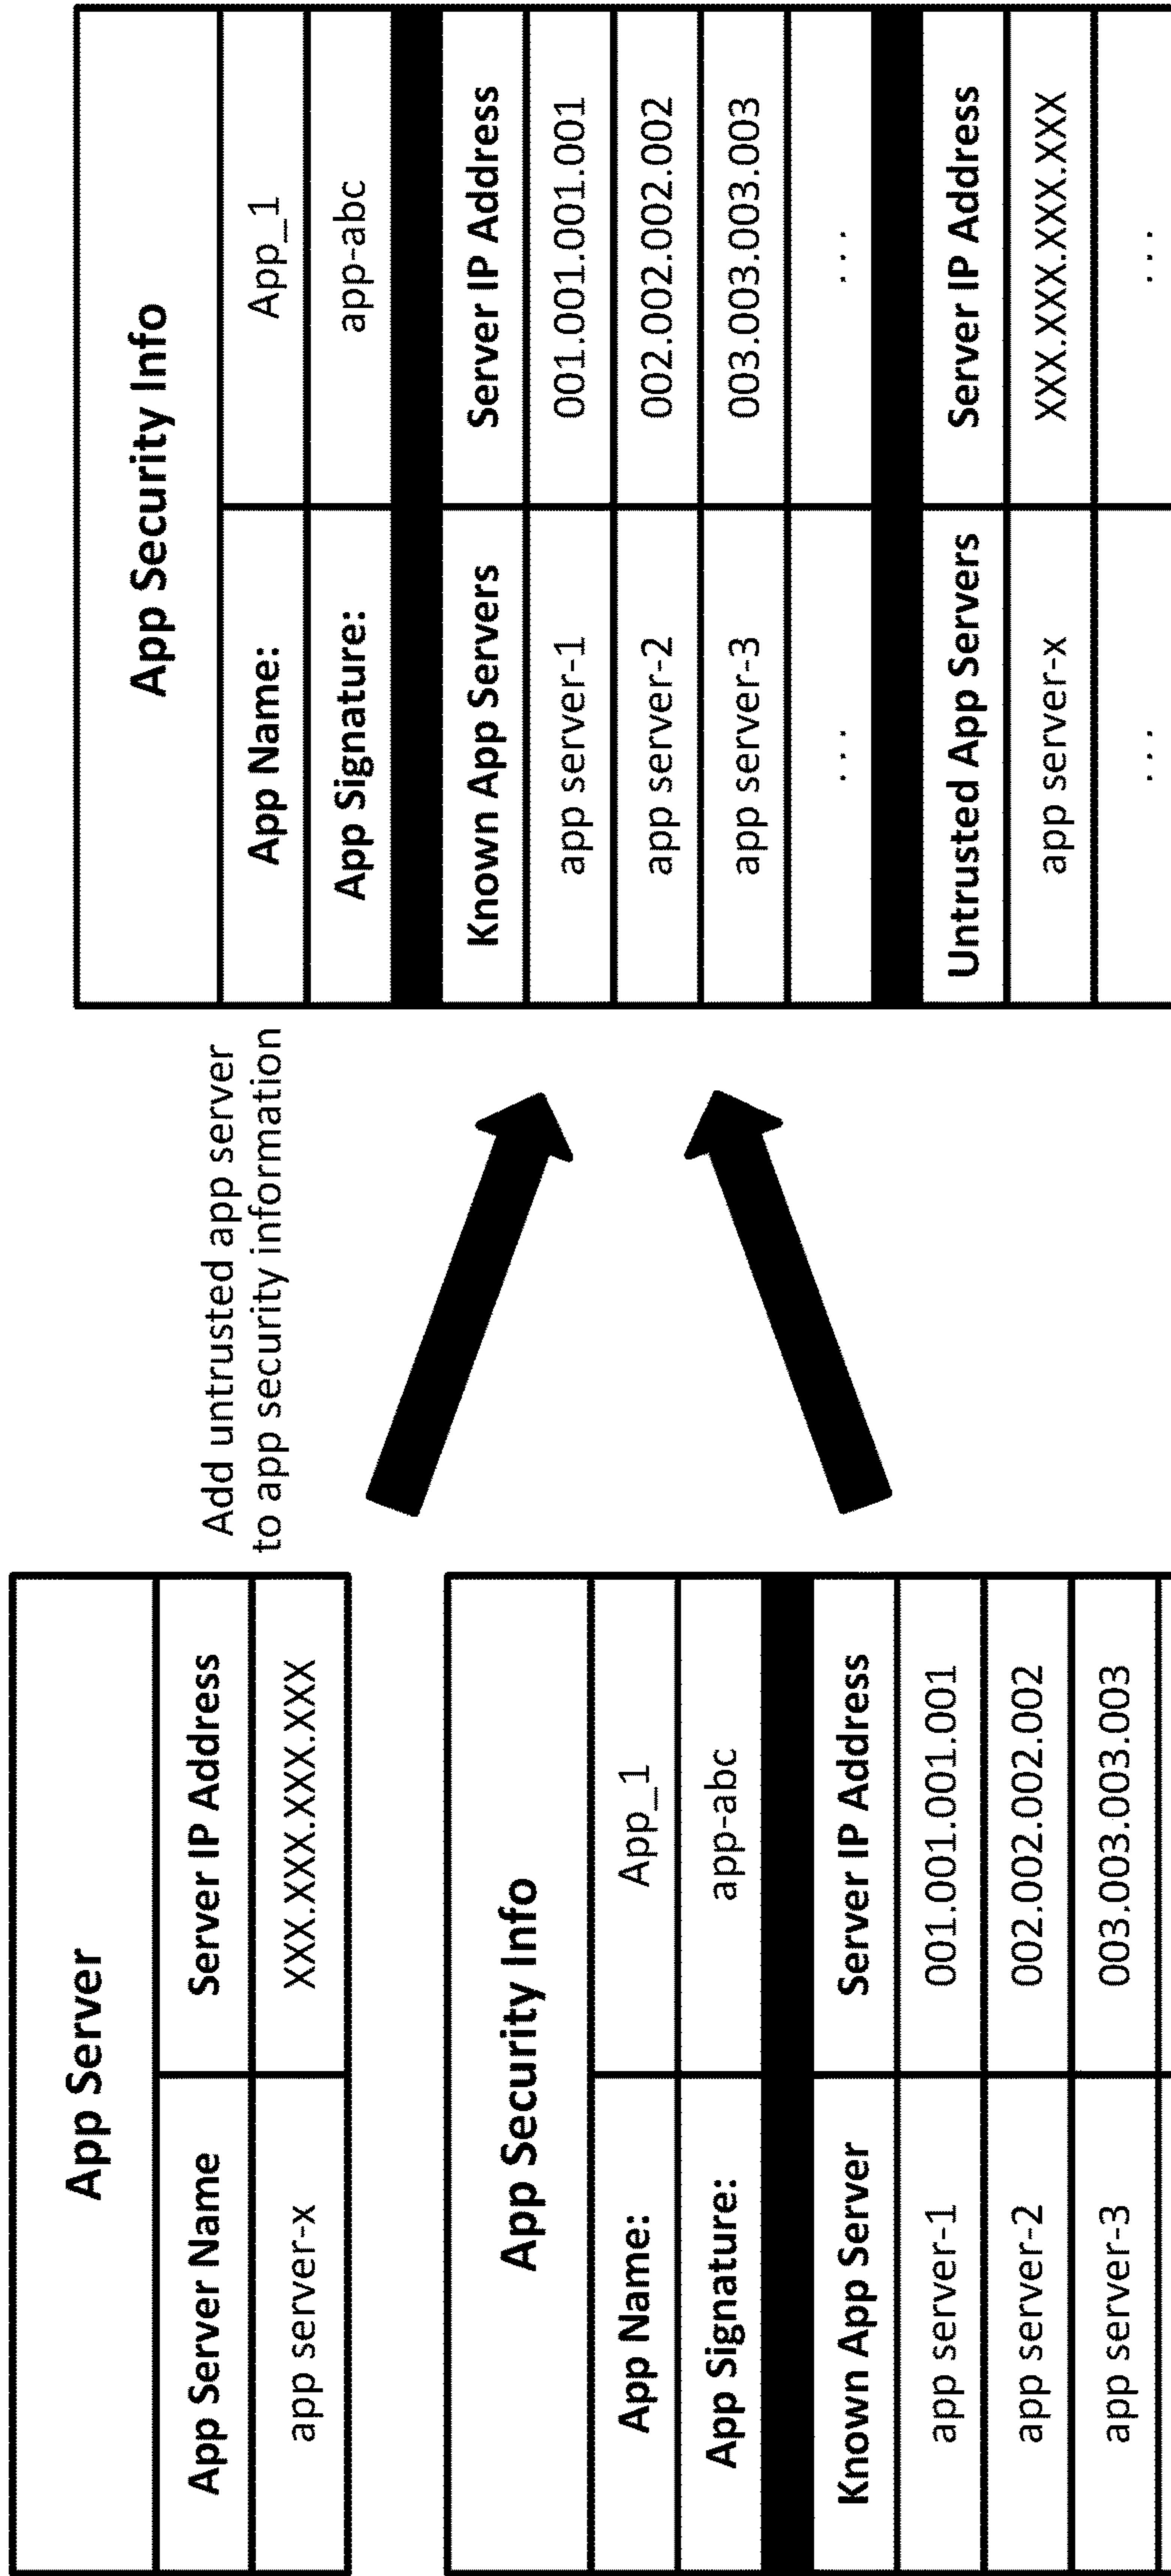 App Server
App Server Name Server IP Address
app server-x XXX.XXX.XXX.XXX
Add untrusted app server
to app security information
App Security Info
App Name: App_1
App Signature: app-abc
Known App Server Server IP Address
app server-1 001.001.001.001
app server-2 002.002.002.002
app server-3 003.003.003.003
App Security Info
App Name: App_1
App Signature: app-abc
Known App Servers Server IP Address
app server-1 001.001.001.001
app server-2 002.002.002.002
app server-3 003.003.003.003
. . . . . .
Untrusted App Servers Server IP Address
app server-x XXX.XXX.XXX.XXX
. . . . . .